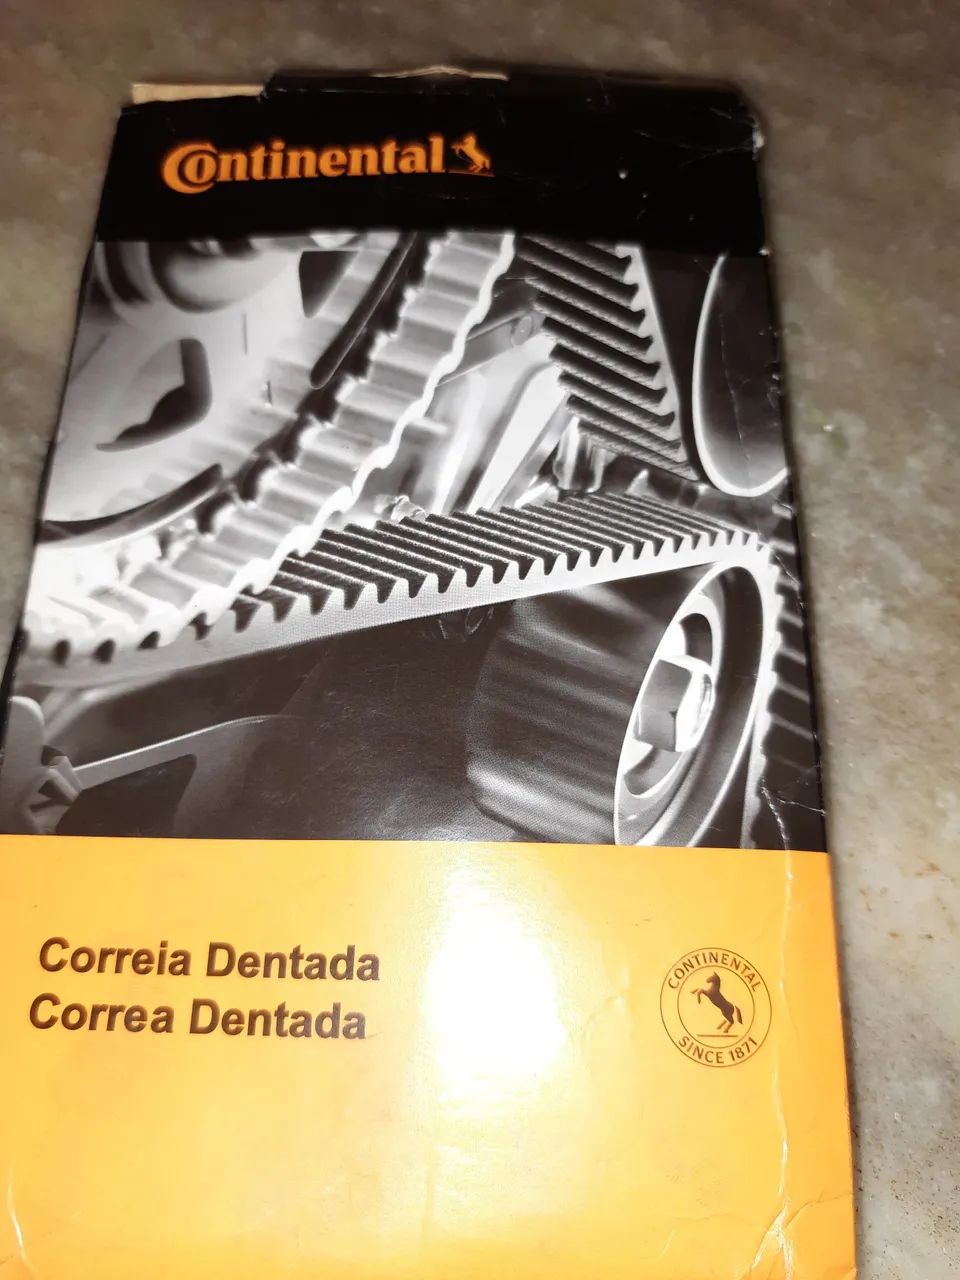 Continental
Correia Dentada
Correa Dentada
CONTINENTAL
SINCE 1871